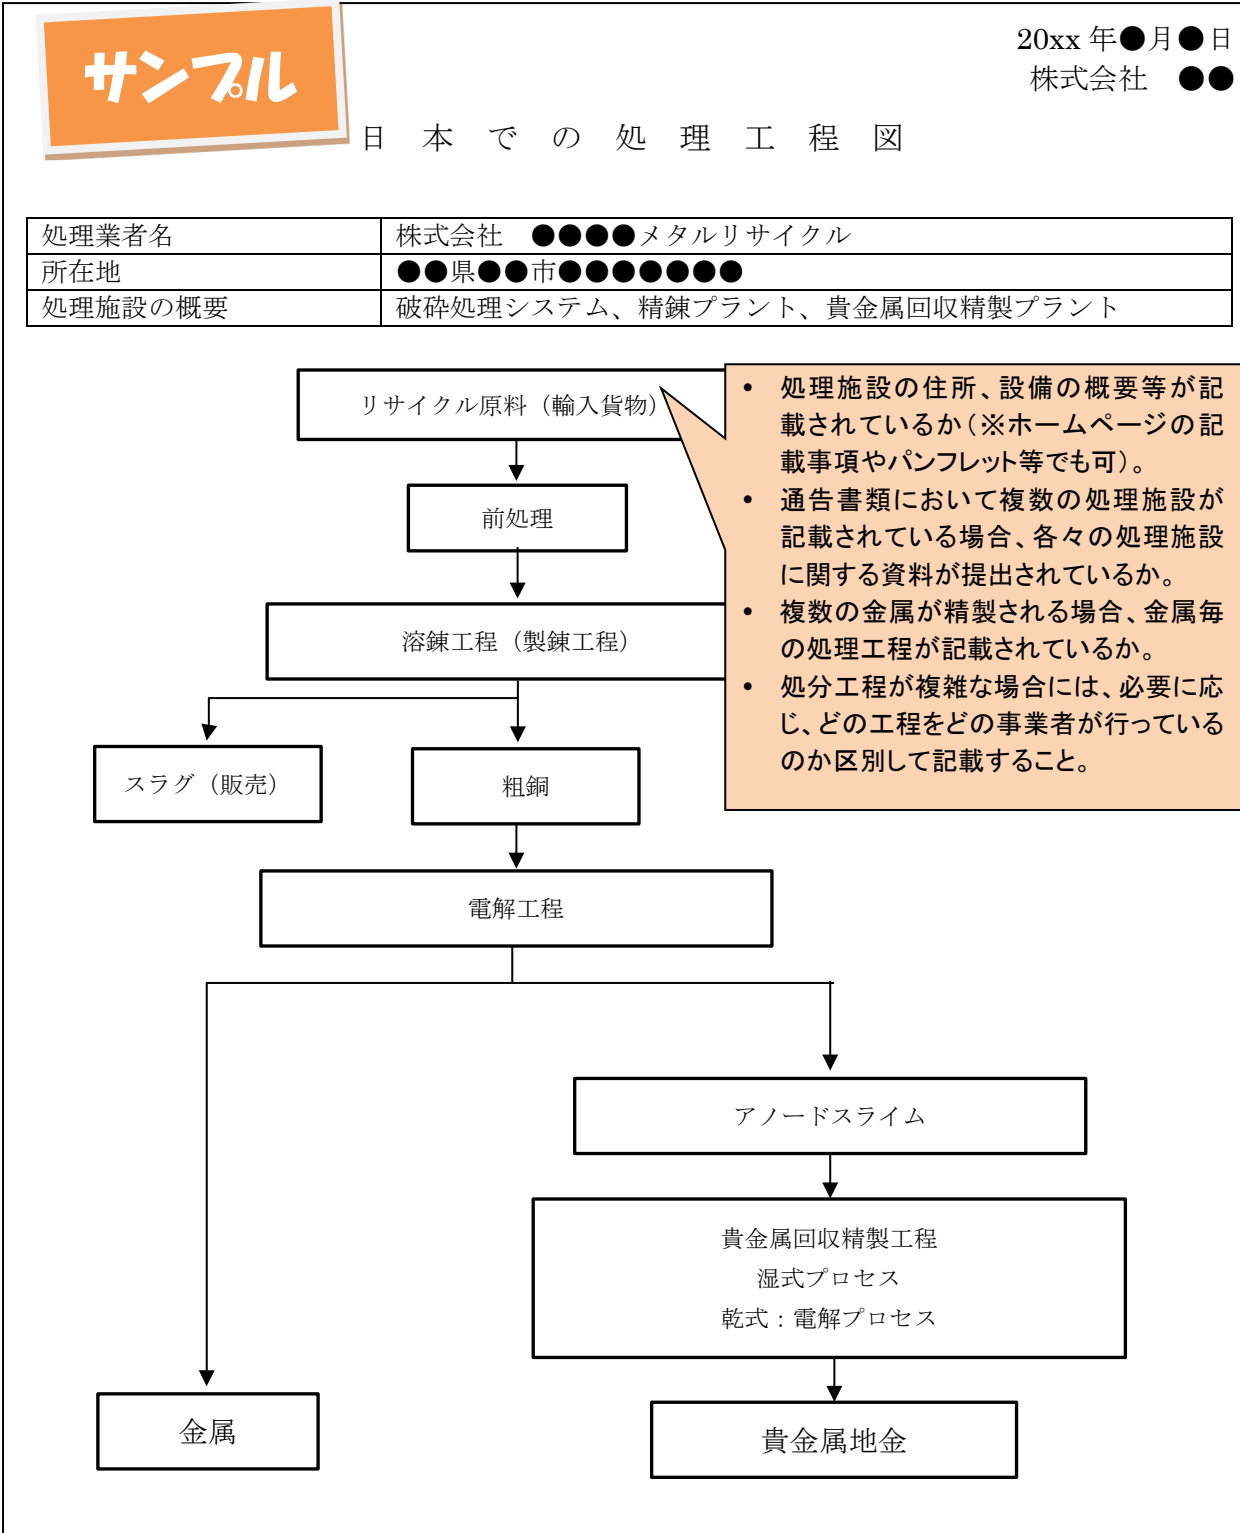 サンプル
20xx 年●月●日
株式会社　●●
日本での処理工程図
処理業者名 株式会社　●●●●メタルリサイクル
所在地 ●●県●●市●●●●●●●
処理施設の概要 破砕処理システム、精錬プラント、貴金属回収精製プラント
リサイクル原料（輸入貨物）
• 処理施設の住所、設備の概要等が記
載されているか（※ホームページの記
載事項やパンフレット等でも可）。
• 通告書類において複数の処理施設が
記載されている場合、各々の処理施設
に関する資料が提出されているか。
• 複数の金属が精製される場合、金属毎
の処理工程が記載されているか。
• 処分工程が複雑な場合には、必要に応
じ、どの工程をどの事業者が行っている
のか区別して記載すること。
前処理
溶錬工程（製錬工程）
スラグ（販売）
粗銅
電解工程
アノードスライム
貴金属回収精製工程
湿式プロセス
乾式：電解プロセス
金属
貴金属地金